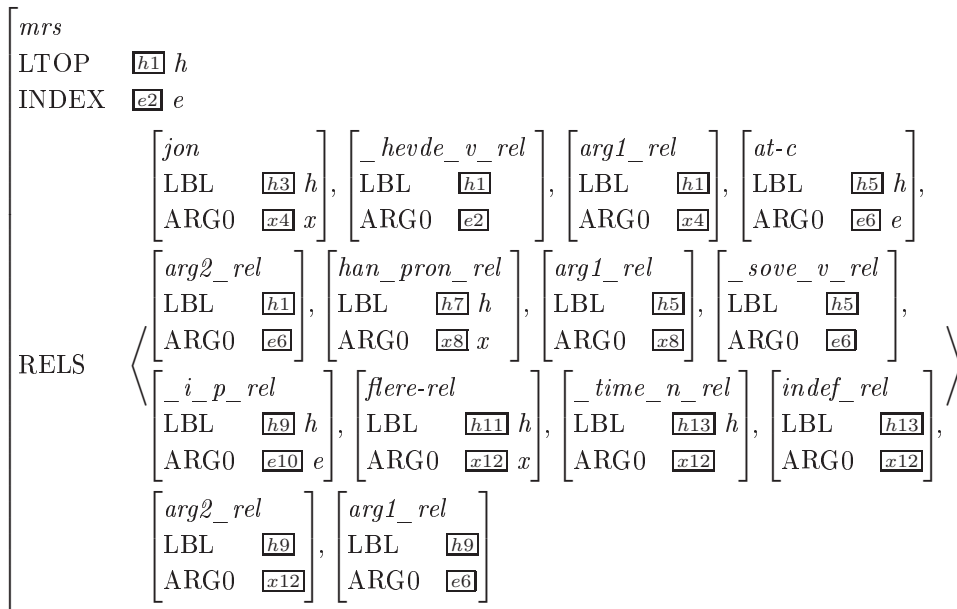 mrs
LTOP h1 h
INDEX e2 e
jon _hevde_v_rel arg1_rel at-c
LBL h3 h, LBL h1, LBL h1, LBL h5 h,
ARG0 x4 x ARG0 e2 ARG0 x4 ARG0 e6 e
arg2_rel han_pron_rel arg1_rel _sove_v_rel
LBL h1, LBL h7 h, LBL h5, LBL h5,
ARG0 e6 ARG0 x8 x ARG0 x8 ARG0 e6
RELS
_i_p_rel flere-rel _time_n_rel indef_rel
LBL h9 h, LBL h11 h, LBL h13 h, LBL h13,
ARG0 e10 e ARG0 x12 x ARG0 x12 ARG0 x12
arg2_rel arg1_rel
LBL h9, LBL h9
ARG0 x12 ARG0 e6